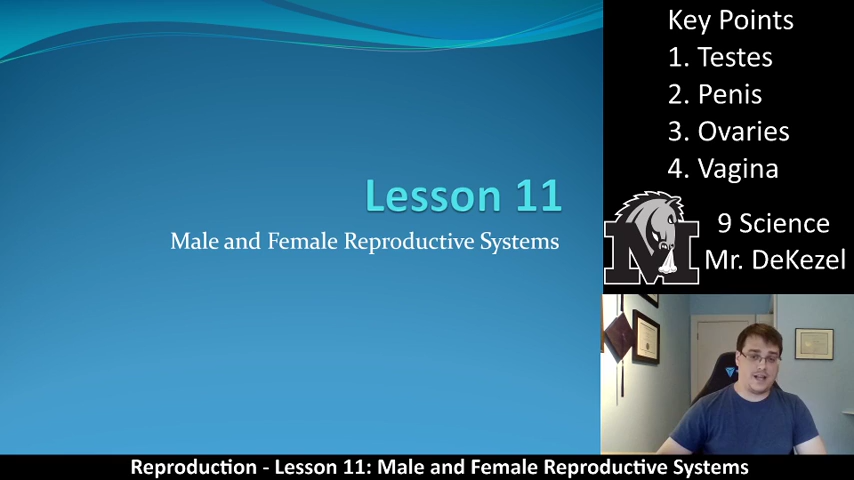 Lesson 11
Male and Female Reproductive Systems
Key Points
1. Testes
2. Penis
3. Ovaries
4. Vagina
M
9 Science
Mr. DeKezel
Reproduction - Lesson 11: Male and Female Reproductive Systems